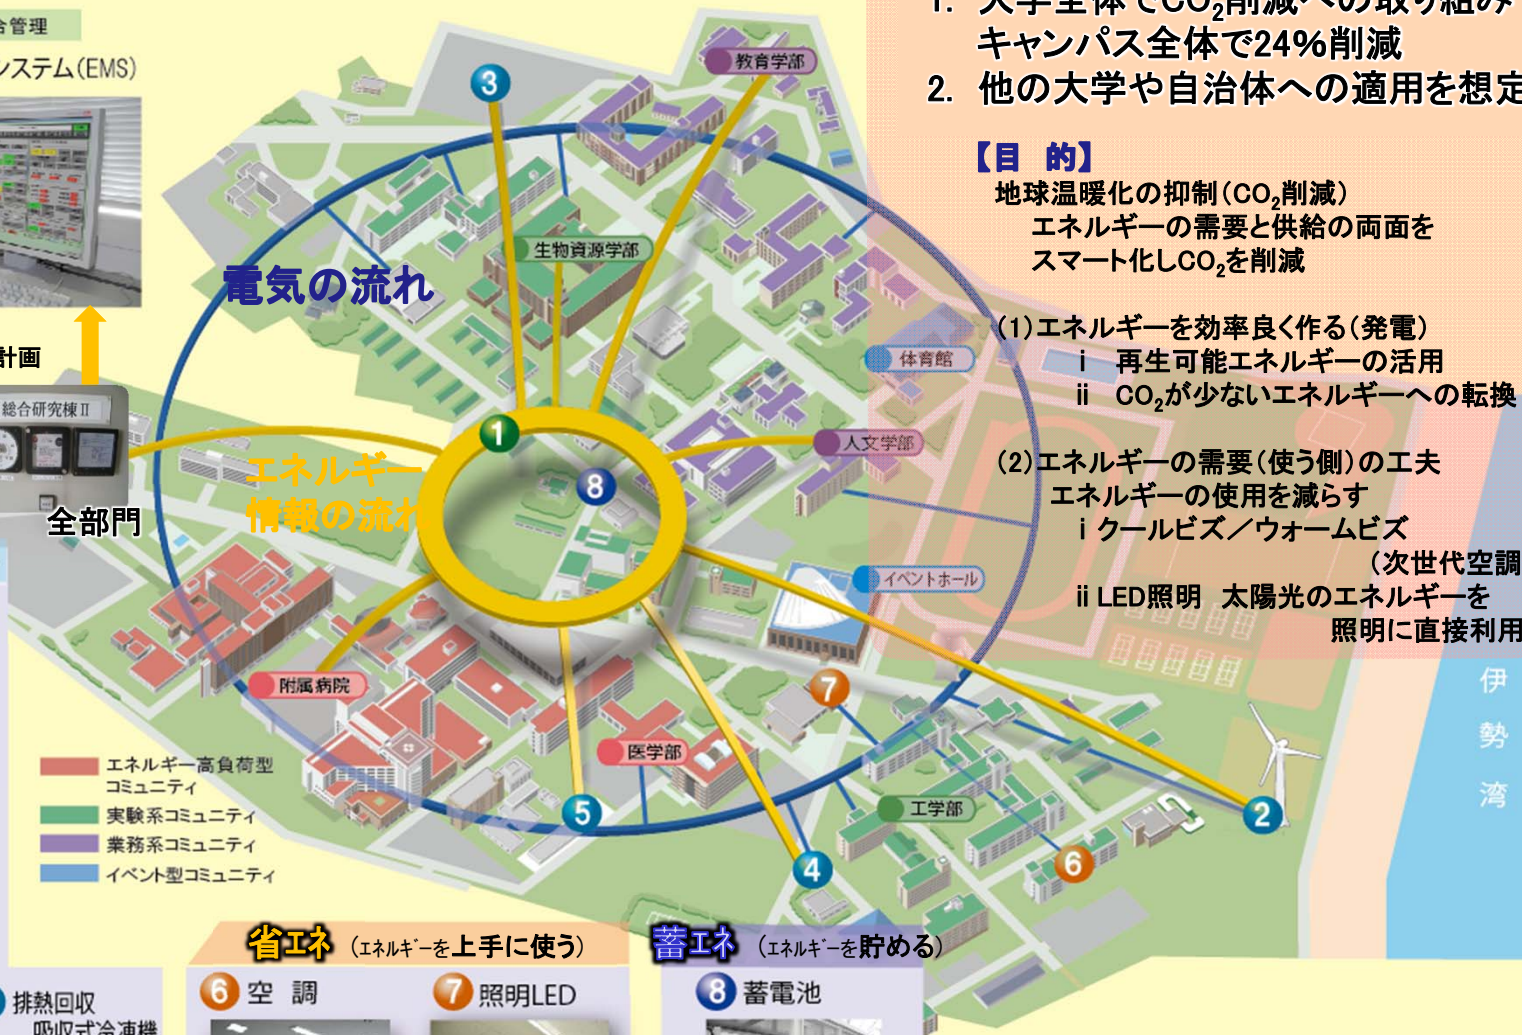 合管理
システム(EMS)
計画
総合研究棟Ⅱ
全部門
1. 大学全体でCO2削減への取り組み
キャンパス全体で24%削減
2. 他の大学や自治体への適用を想定
【目 的】
地球温暖化の抑制(CO2削減)
エネルギーの需要と供給の両面を
スマート化しCO2を削減
(1)エネルギーを効率良く作る(発電)
ⅰ 再生可能エネルギーの活用
ⅱ CO2が少ないエネルギーへの転換
(2)エネルギーの需要(使う側)の工夫
エネルギーの使用を減らす
ⅰクールビズ/ウォームビズ
(次世代空調
ⅱLED照明 太陽光のエネルギーを
照明に直接利用
3
教育学部
生物資源学部
電気の流れ
体育館
1
人文学部
エネルギー
情報の流れ
8
イベントホール
附属病院
7
医学部
5
工学部
2
4
6
伊勢湾
エネルギー高負荷型
コミュニティ
実験系コミュニティ
業務系コミュニティ
イベント型コミュニティ
省エネ (エネルギーを上手に使う)
蓄エネ (エネルギーを貯める)
排熱回収
吸収式冷凍機
6 空 調
7 照明LED
8 蓄電池